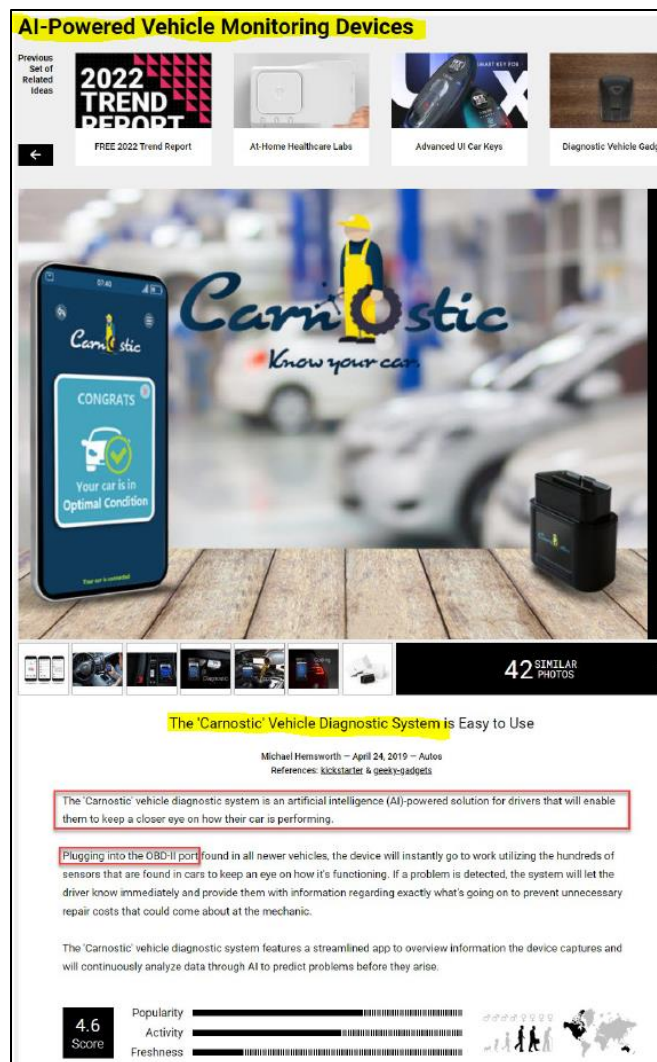 AI-Powered Vehicle Monitoring Devices
Previous
Set of
Related
Ideas
2022
TREND
REPORT
FREE 2022 Trend Report
At-Home Healthcare Labs
SMART KEY FOB
Advanced UI Car Keys
Diagnostic Vehicle Gadg
07:40
Carnostic
CONGRATS
Your car is in
Optimal Condition
Your car is connected
Carnostic
Know your car.
42 SIMILAR
PHOTOS
The 'Carnostic' Vehicle Diagnostic System is Easy to Use
Michael Hemsworth — April 24, 2019 — Autos
References: kickstarter & geeky-gadgets
The 'Carnostic' vehicle diagnostic system is an artificial intelligence (AI)-powered solution for drivers that will enable
them to keep a closer eye on how their car is performing.
Plugging into the OBD-II port found in all newer vehicles, the device will instantly go to work utilizing the hundreds of
sensors that are found in cars to keep an eye on how it's functioning. If a problem is detected, the system will let the
driver know immediately and provide them with information regarding exactly what's going on to prevent unnecessary
repair costs that could come about at the mechanic.
The 'Carnostic' vehicle diagnostic system features a streamlined app to overview information the device captures and
will continuously analyze data through AI to predict problems before they arise.
4.6
Score
Popularity
Activity
Freshness